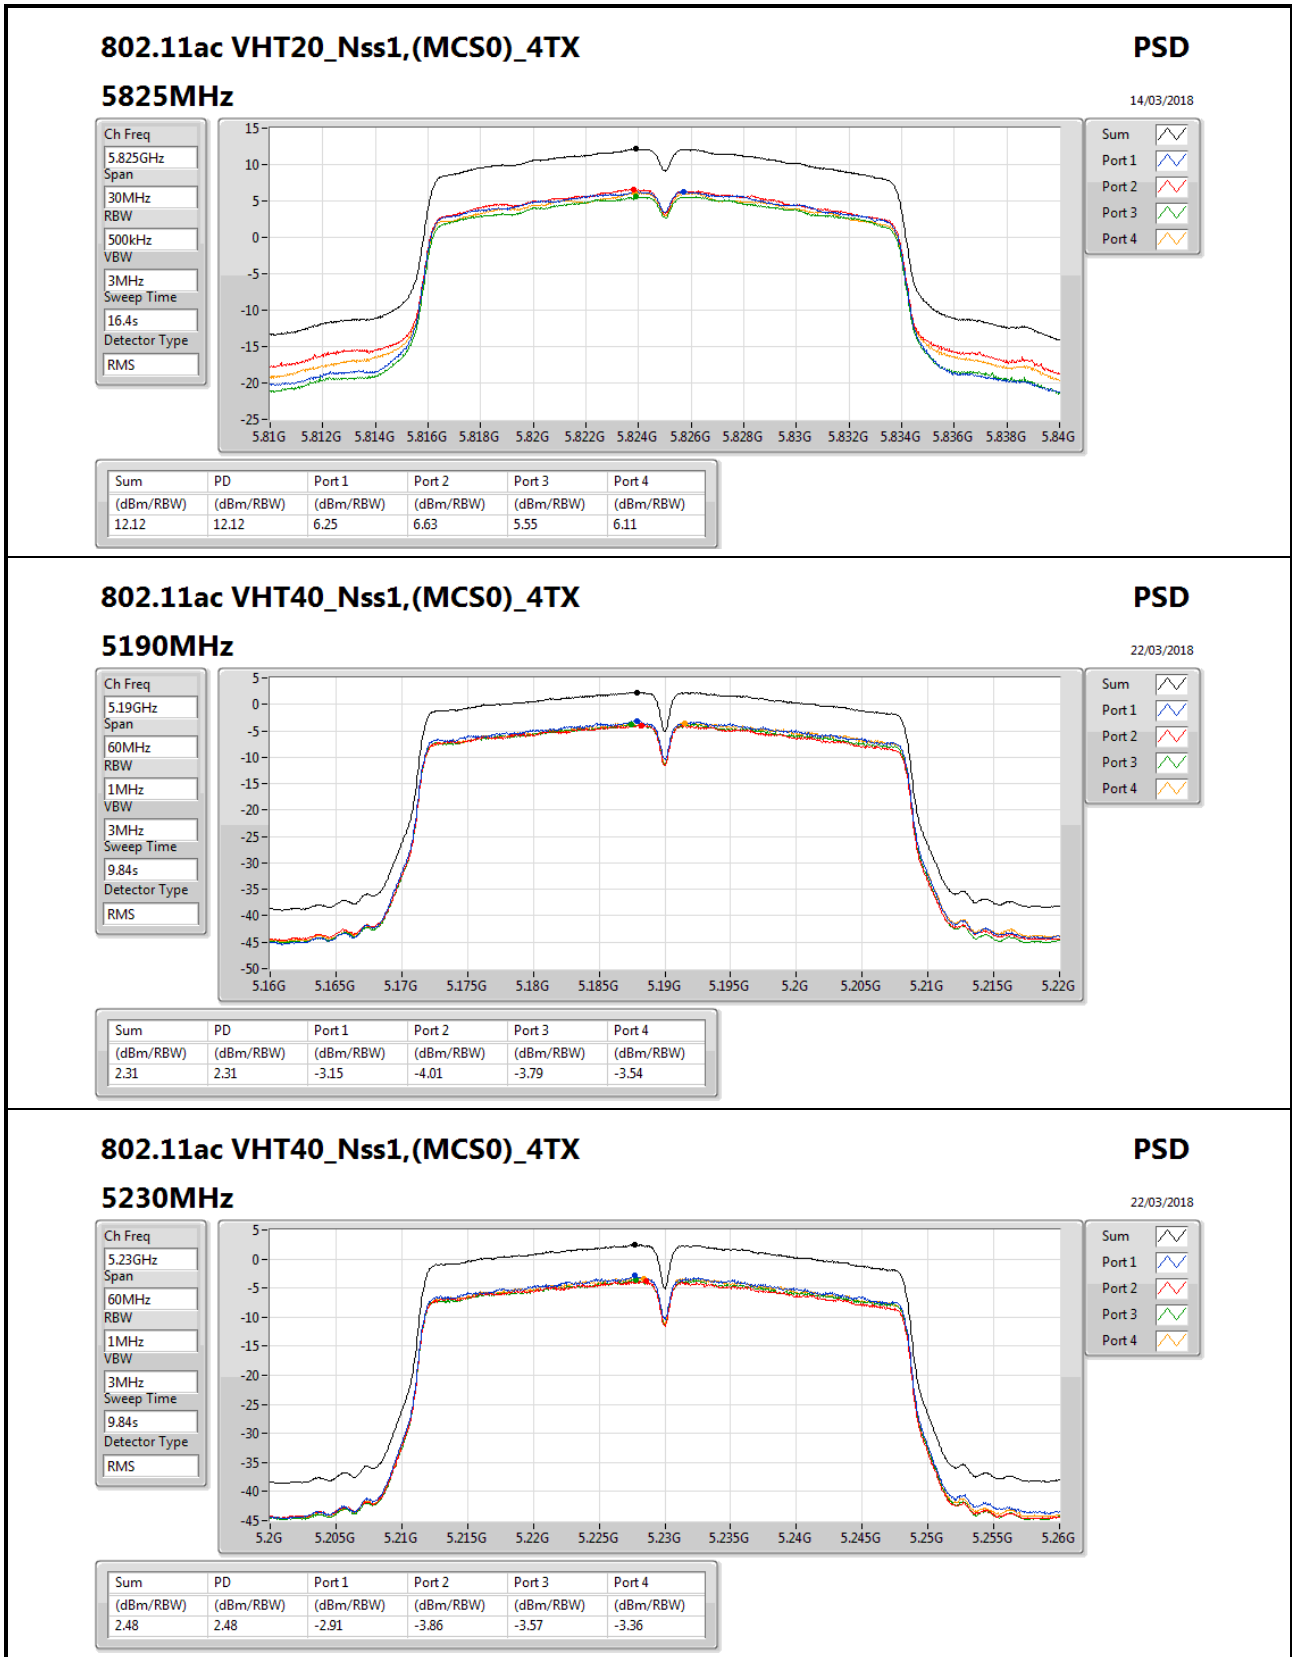 802.11ac VHT20_Nss1,(MCS0)_4TX PSD
5825MHz 14/03/2018
Ch Freq
5.825GHz
Span
30MHz
RBW
500kHz
VBW
3MHz
Sweep Time
16.4s
Detector Type
RMS
15
10
5
0
-5
-10
-15
-20
-25
5.81G 5.812G 5.814G 5.816G 5.818G 5.82G 5.822G 5.824G 5.826G 5.828G 5.83G 5.832G 5.834G 5.836G 5.838G 5.84G
Sum
Port 1
Port 2
Port 3
Port 4
Sum PD Port 1 Port 2 Port 3 Port 4
(dBm/RBW) (dBm/RBW) (dBm/RBW) (dBm/RBW) (dBm/RBW) (dBm/RBW)
12.12 12.12 6.25 6.63 5.55 6.11
802.11ac VHT40_Nss1,(MCS0)_4TX PSD
5190MHz 22/03/2018
Ch Freq
5.19GHz
Span
60MHz
RBW
1MHz
VBW
3MHz
Sweep Time
9.84s
Detector Type
RMS
5
0
-5
-10
-15
-20
-25
-30
-35
-40
-45
-50
5.16G 5.165G 5.17G 5.175G 5.18G 5.185G 5.19G 5.195G 5.2G 5.205G 5.21G 5.215G 5.22G
Sum
Port 1
Port 2
Port 3
Port 4
Sum PD Port 1 Port 2 Port 3 Port 4
(dBm/RBW) (dBm/RBW) (dBm/RBW) (dBm/RBW) (dBm/RBW) (dBm/RBW)
2.31 2.31 -3.15 -4.01 -3.79 -3.54
802.11ac VHT40_Nss1,(MCS0)_4TX PSD
5230MHz 22/03/2018
Ch Freq
5.23GHz
Span
60MHz
RBW
1MHz
VBW
3MHz
Sweep Time
9.84s
Detector Type
RMS
5
0
-5
-10
-15
-20
-25
-30
-35
-40
-45
5.2G 5.205G 5.21G 5.215G 5.22G 5.225G 5.23G 5.235G 5.24G 5.245G 5.25G 5.255G 5.26G
Sum
Port 1
Port 2
Port 3
Port 4
Sum PD Port 1 Port 2 Port 3 Port 4
(dBm/RBW) (dBm/RBW) (dBm/RBW) (dBm/RBW) (dBm/RBW) (dBm/RBW)
2.48 2.48 -2.91 -3.86 -3.57 -3.36